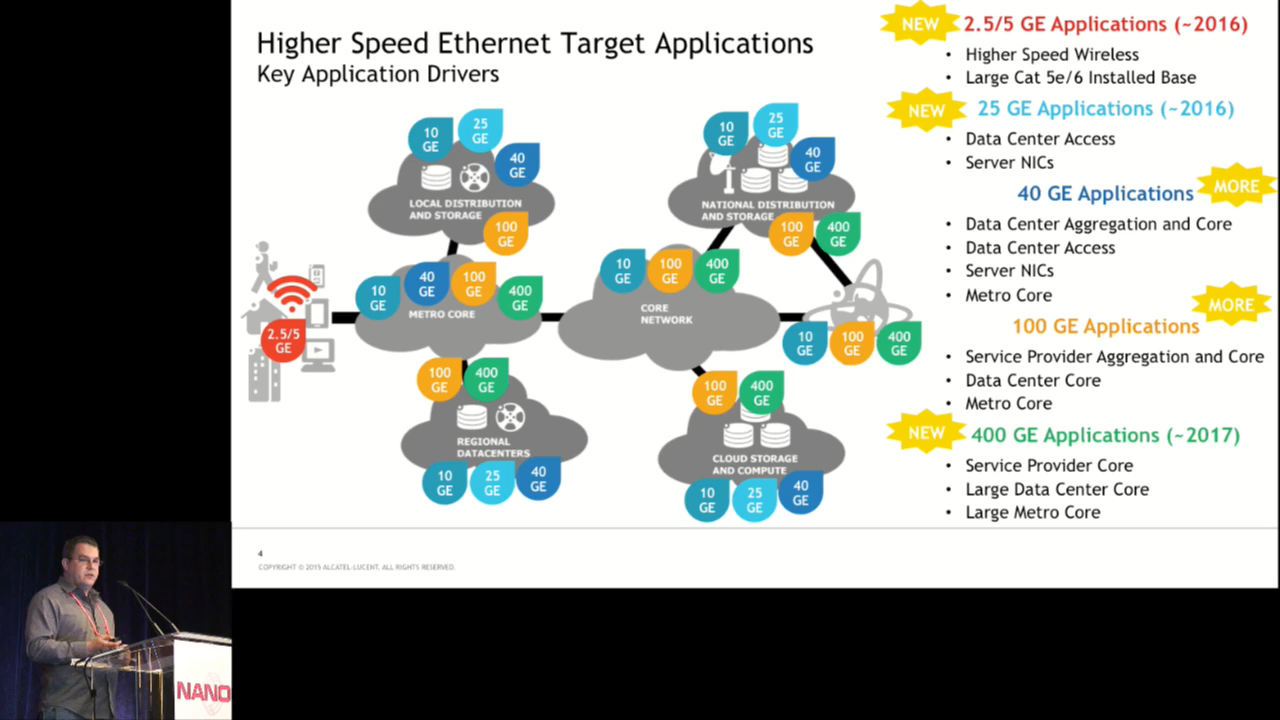 Higher Speed Ethernet Target Applications
Key Application Drivers
10
GE
25
GE
40
GE
LOCAL DISTRIBUTION
AND STORAGE
100
GE
10
GE
25
GE
40
GE
NATIONAL DISTRIBUTION
AND STORAGE
100
GE
400
GE
2.5/5
GE
10
GE
40
GE
100
GE
400
GE
METRO CORE
10
GE
100
GE
400
GE
CORE
NETWORK
10
GE
100
GE
400
GE
100
GE
400
GE
REGIONAL
DATACENTERS
10
GE
25
GE
40
GE
100
GE
400
GE
CLOUD STORAGE
AND COMPUTE
10
GE
25
GE
40
GE
NEW 2.5/5 GE Applications (~2016)
• Higher Speed Wireless
• Large Cat 5e/6 Installed Base
NEW 25 GE Applications (~2016)
• Data Center Access
• Server NICs
40 GE Applications MORE
• Data Center Aggregation and Core
• Data Center Access
• Server NICs
• Metro Core
100 GE Applications MORE
• Service Provider Aggregation and Core
• Data Center Core
• Metro Core
NEW 400 GE Applications (~2017)
• Service Provider Core
• Large Data Center Core
• Large Metro Core
4
COPYRIGHT © 2015 ALCATEL-LUCENT. ALL RIGHTS RESERVED.
NANO